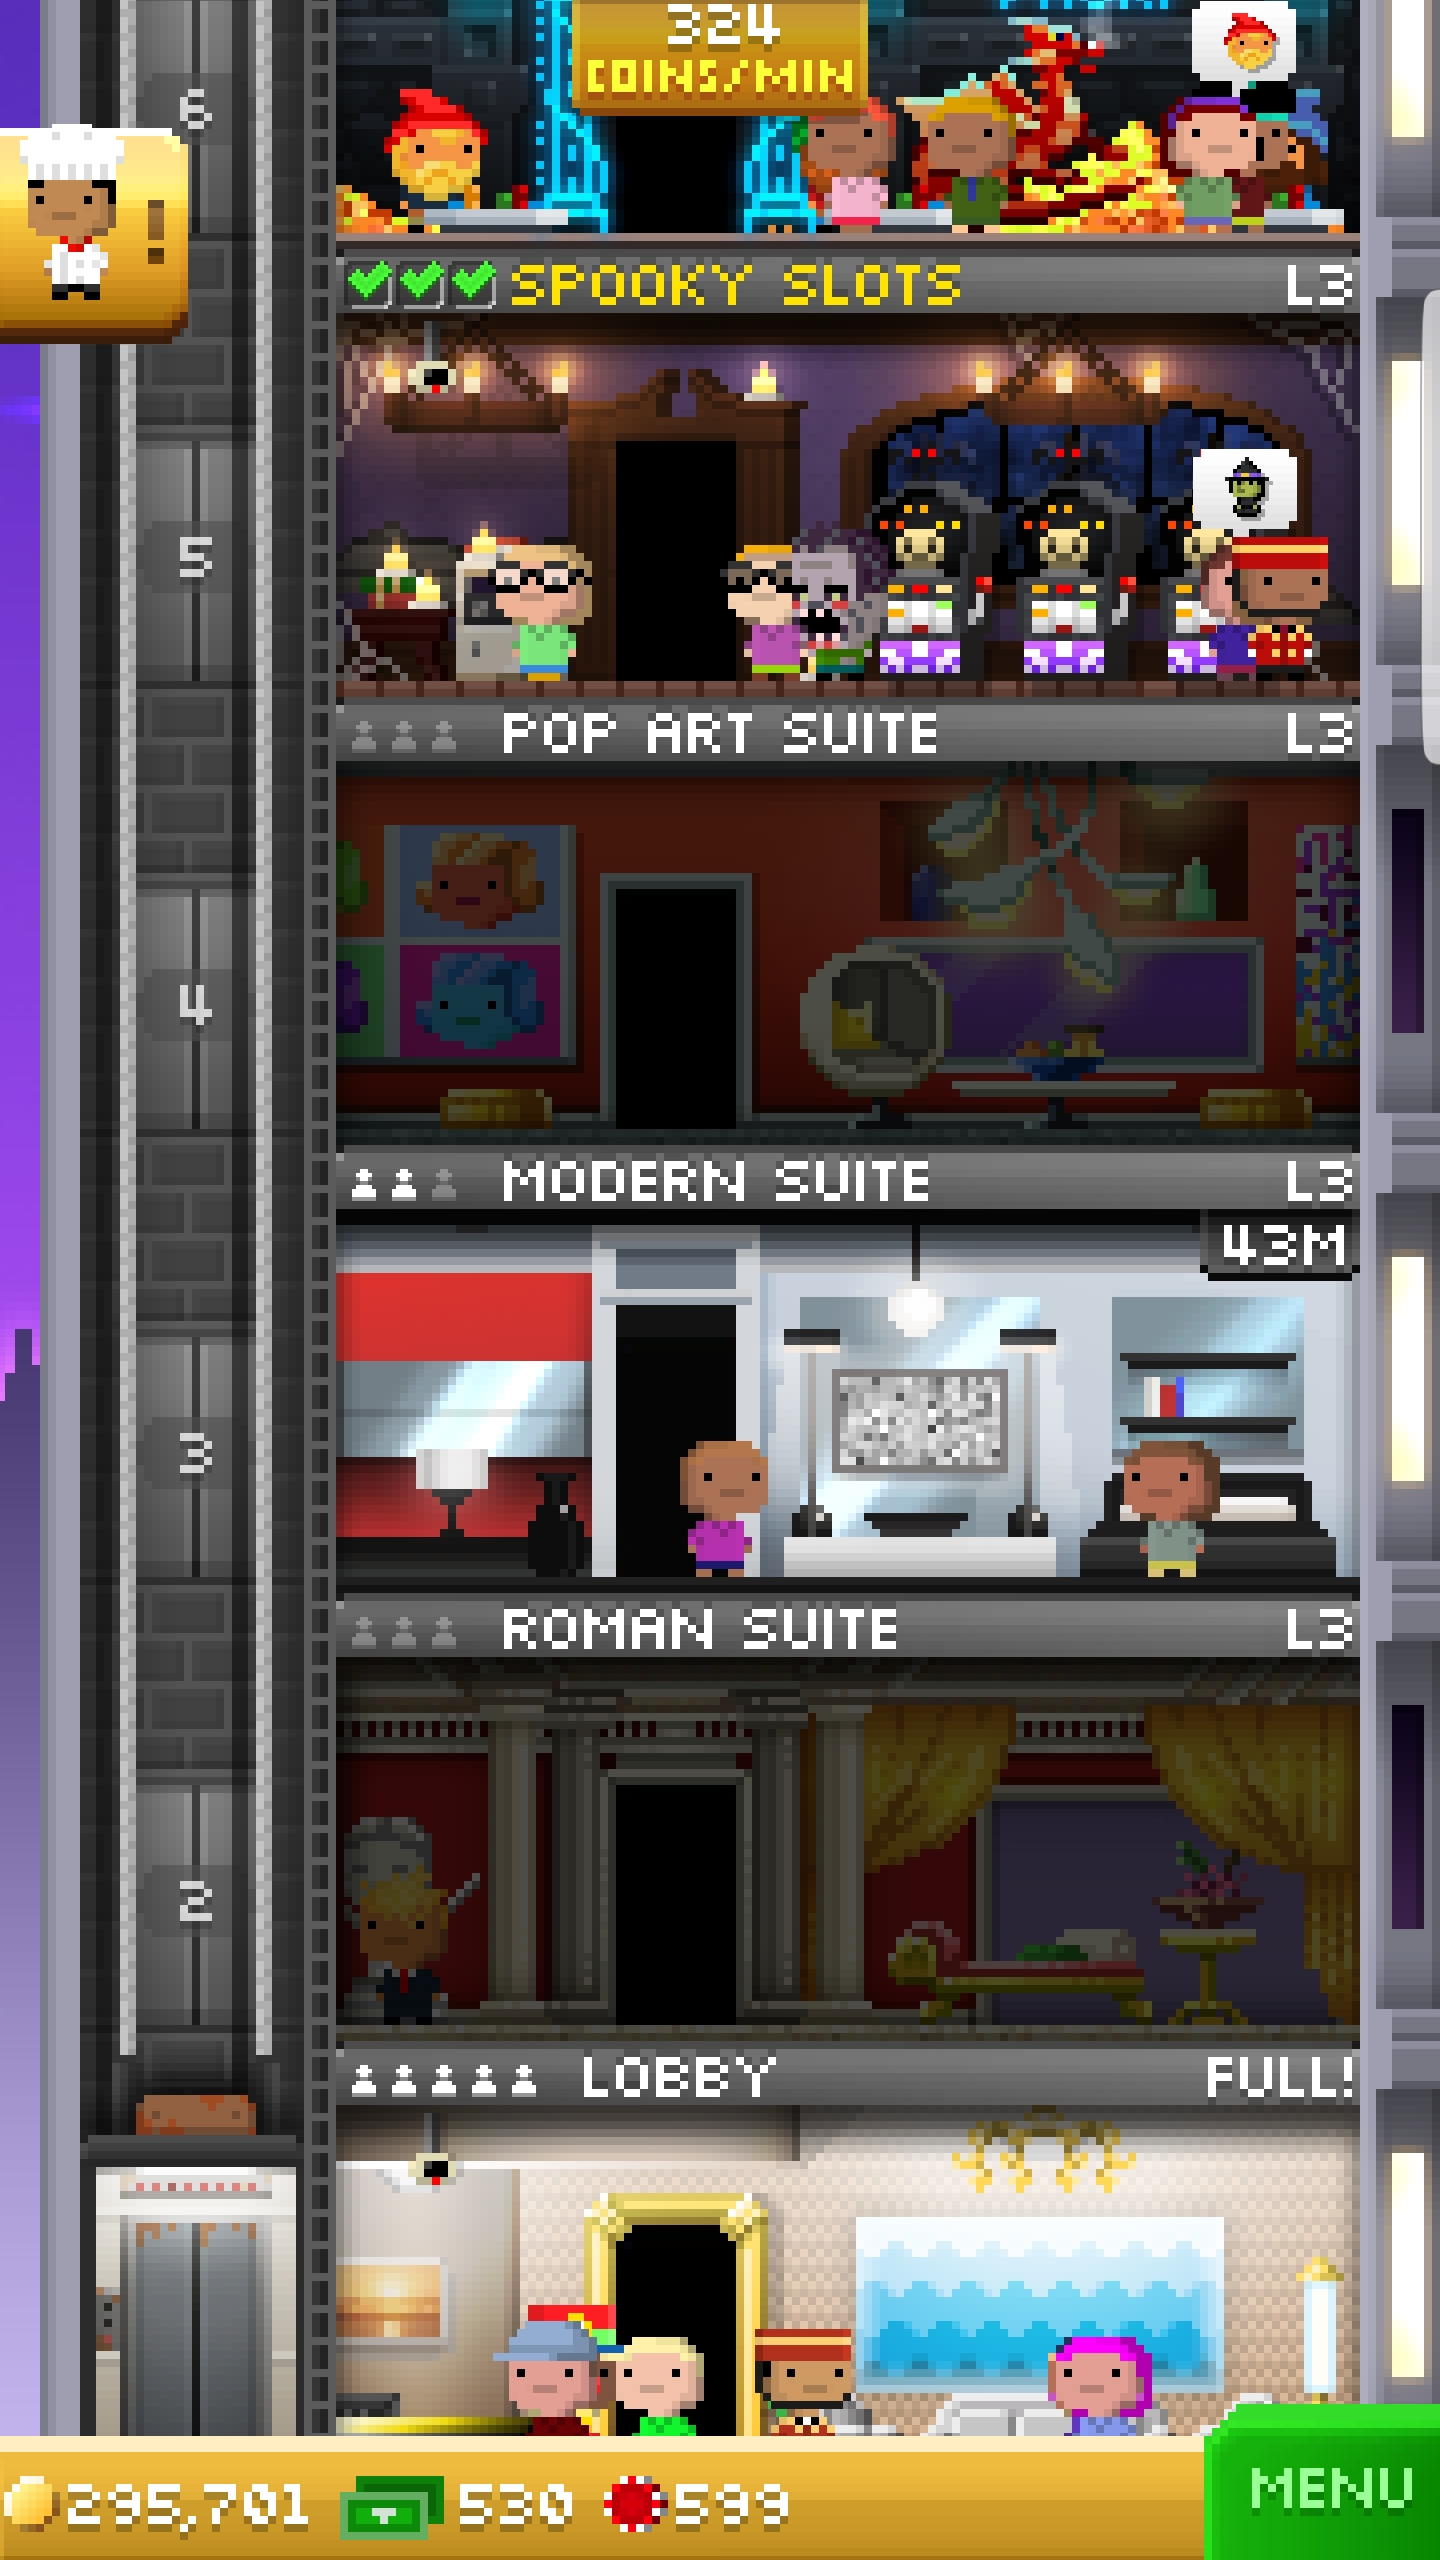 324
COINS/MIN
6
!
SPOOKY SLOTS L3
5
POP ART SUITE L3
4
MODERN SUITE L3
43M
3
ROMAN SUITE L3
2
LOBBY FULL!
295,701 530 599 MENU